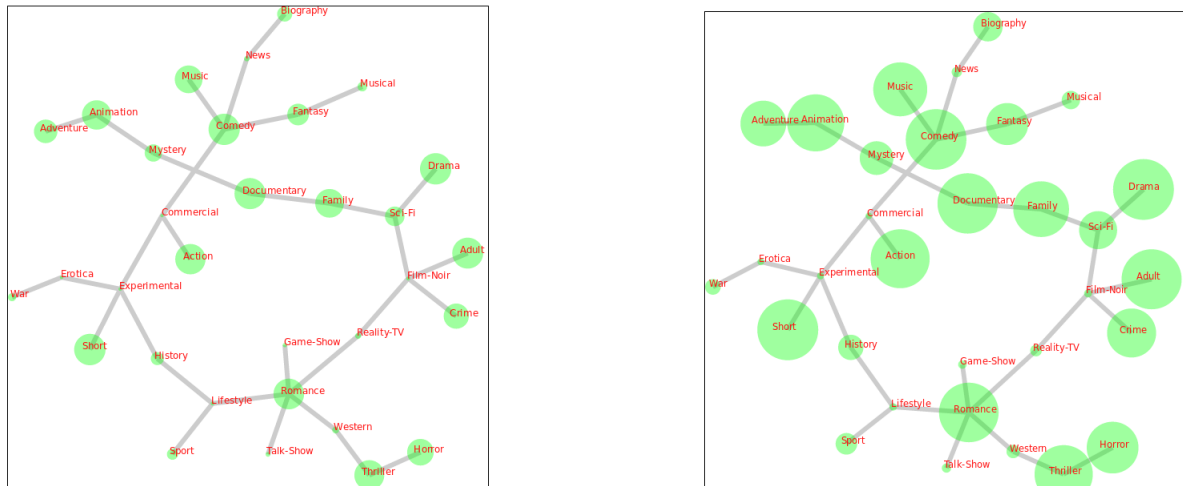 Biography
News
Music
Musical
Animation
Fantasy
Adventure
Comedy
Mystery
Drama
Documentary
Family
Sci-Fi
Commercial
Action
Adult
Erotica
Film-Noir
Experimental
War
Crime
Reality-TV
Short
Game-Show
History
Romance
Lifestyle
Western
Sport
Talk-Show
Horror
Thriller
Biography
News
Music
Musical
Adventure
Animation
Fantasy
Comedy
Mystery
Drama
Documentary
Family
Commercial
Sci-Fi
Action
Erotica
Experimental
Adult
War
Film-Noir
Short
Crime
History
Reality-TV
Game-Show
Lifestyle
Romance
Sport
Western
Horror
Talk-Show
Thriller